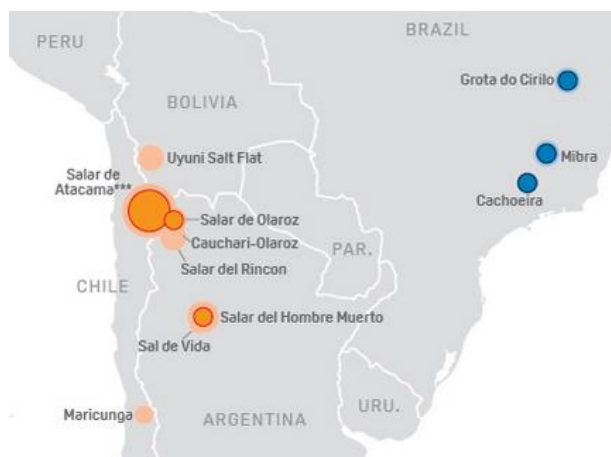 PERU
BRAZIL
Grota do Cirilo
BOLIVIA
Uyuni Salt Flat
Mibra
Salar de
Atacama***
Cachoeira
Salar de Olaroz
Cauchari-Olaroz
PAR.
Salar del Rincon
CHILE
Salar del Hombre Muerto
Sal de Vida
URU.
Maricunga
ARGENTINA